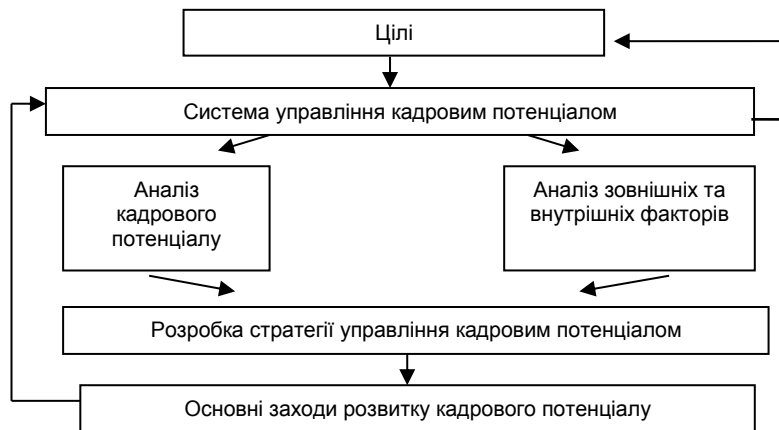 Цілі
Система управління кадровим потенціалом
Аналіз
кадрового
потенціалу
Аналіз зовнішніх та
внутрішніх факторів
Розробка стратегії управління кадровим потенціалом
Основні заходи розвитку кадрового потенціалу